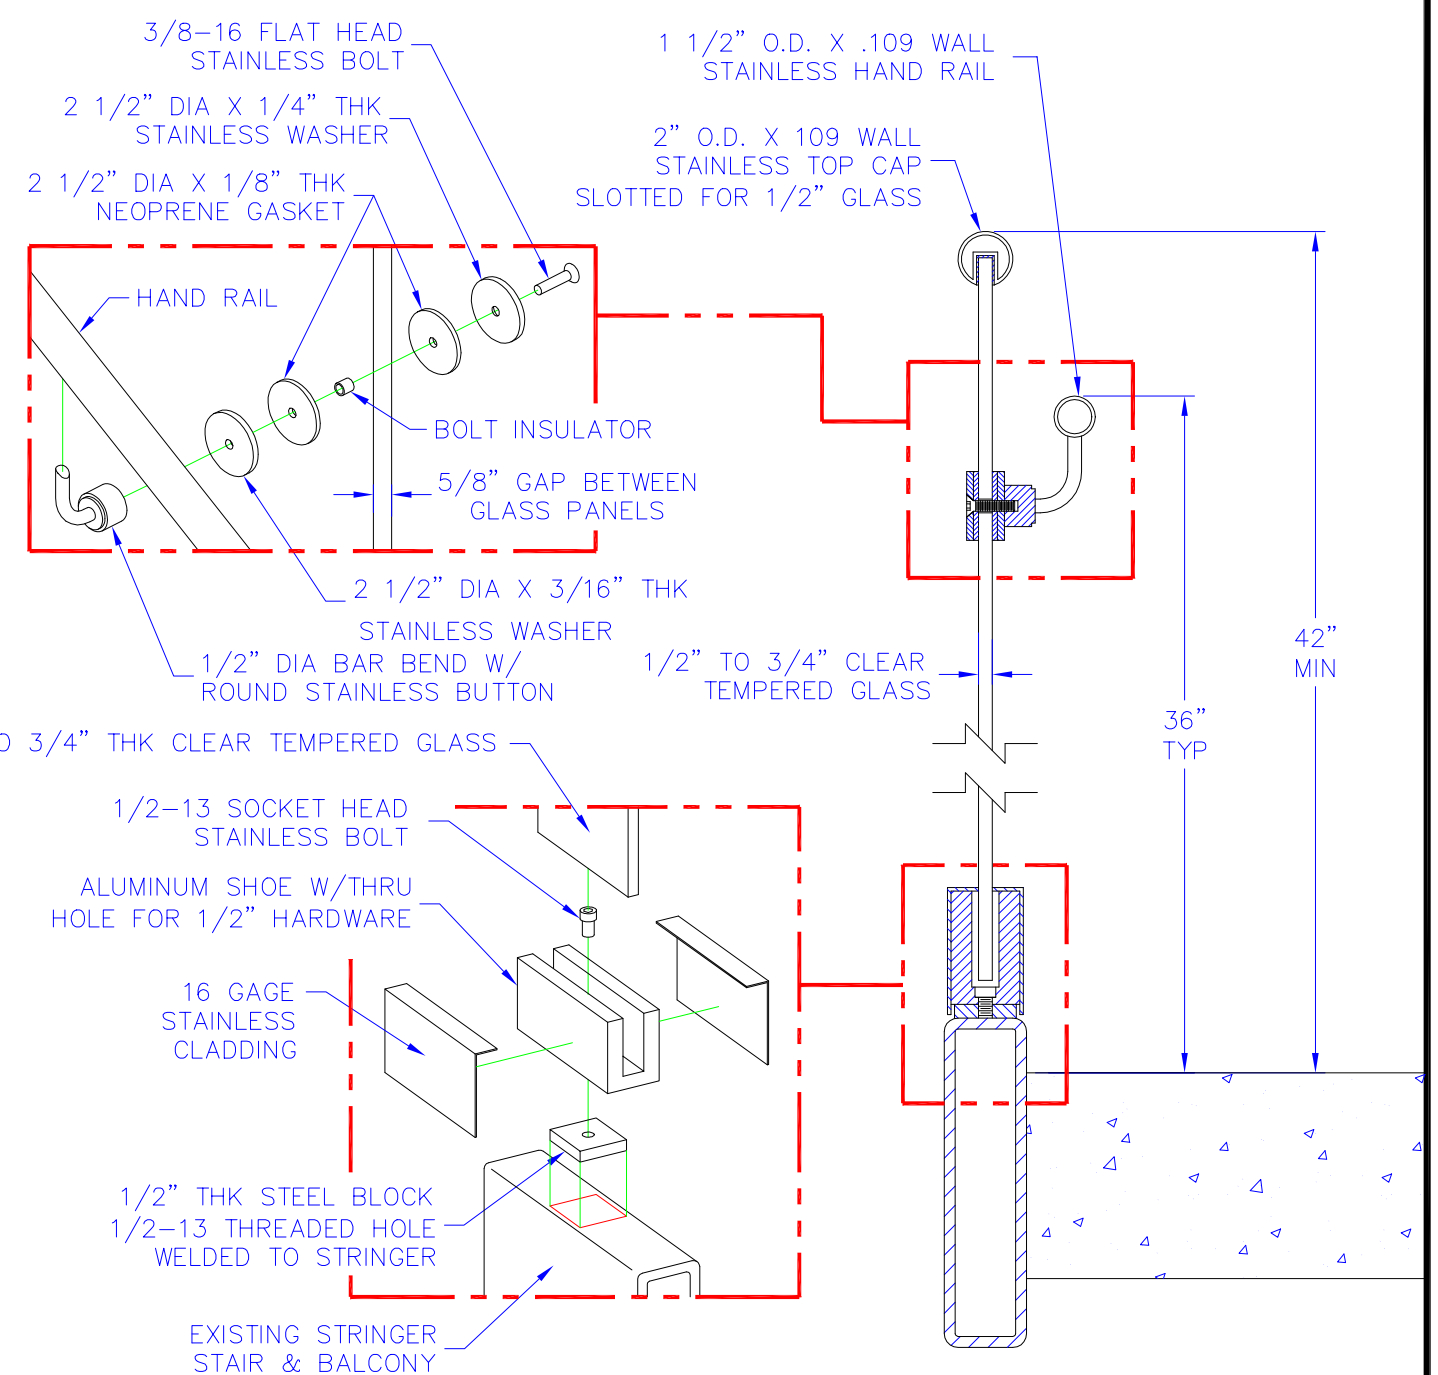 3/8-16 FLAT HEAD
STAINLESS BOLT
2 1/2" DIA X 1/4" THK
STAINLESS WASHER
2 1/2" DIA X 1/8" THK
NEOPRENE GASKET
HAND RAIL
BOLT INSULATOR
5/8" GAP BETWEEN
GLASS PANELS
2 1/2" DIA X 3/16" THK
STAINLESS WASHER
1/2" DIA BAR BEND W/
ROUND STAINLESS BUTTON
1 1/2" O.D. X .109 WALL
STAINLESS HAND RAIL
2" O.D. X 109 WALL
STAINLESS TOP CAP
SLOTTED FOR 1/2" GLASS
1/2" TO 3/4" CLEAR
TEMPERED GLASS
42"
MIN
36"
TYP
3/4" THK CLEAR TEMPERED GLASS
1/2-13 SOCKET HEAD
STAINLESS BOLT
ALUMINUM SHOE W/THRU
HOLE FOR 1/2" HARDWARE
16 GAGE
STAINLESS
CLADDING
1/2" THK STEEL BLOCK
1/2-13 THREADED HOLE
WELDED TO STRINGER
EXISTING STRINGER
STAIR & BALCONY